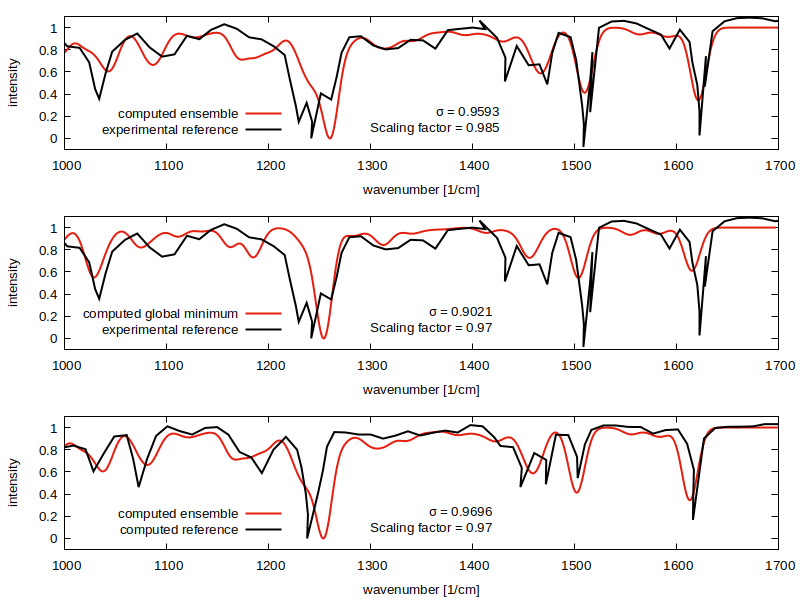 1
0.8
0.6
0.4
0.2
0
intensity
computed ensemble
experimental reference
σ = 0.9593
Scaling factor = 0.985
1000 1100 1200 1300 1400 1500 1600 1700
wavenumber [1/cm]
1
0.8
0.6
0.4
0.2
0
intensity
computed global minimum
experimental reference
σ = 0.9021
Scaling factor = 0.97
1000 1100 1200 1300 1400 1500 1600 1700
wavenumber [1/cm]
1
0.8
0.6
0.4
0.2
0
intensity
computed ensemble
computed reference
σ = 0.9696
Scaling factor = 0.97
1000 1100 1200 1300 1400 1500 1600 1700
wavenumber [1/cm]